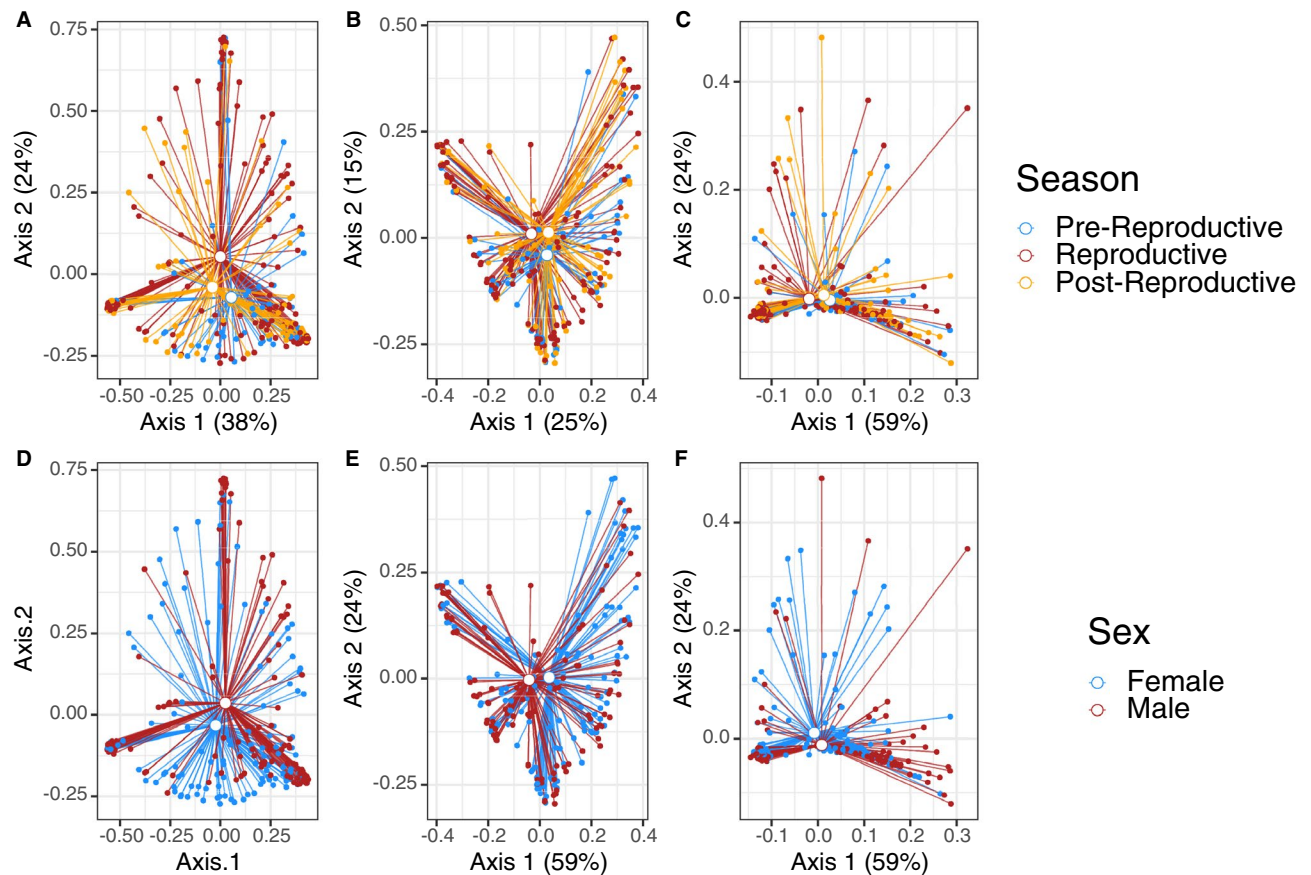 A
B
C
0.75
0.50
0.25
0.00
-0.25
Axis 2 (24%)
-0.50 -0.25 0.00 0.25
Axis 1 (38%)
0.50
0.25
0.00
-0.25
Axis 2 (15%)
-0.4 -0.2 0.0 0.2 0.4
Axis 1 (25%)
0.4
0.2
0.0
Axis 2 (24%)
-0.1 0.0 0.1 0.2 0.3
Axis 1 (59%)
Season
Pre-Reproductive
Reproductive
Post-Reproductive
D
E
F
0.75
0.50
0.25
0.00
-0.25
Axis.2
-0.50 -0.25 0.00 0.25
Axis.1
0.50
0.25
0.00
-0.25
Axis 2 (24%)
-0.4 -0.2 0.0 0.2 0.4
Axis 1 (59%)
0.4
0.2
0.0
Axis 2 (24%)
-0.1 0.0 0.1 0.2 0.3
Axis 1 (59%)
Sex
Female
Male